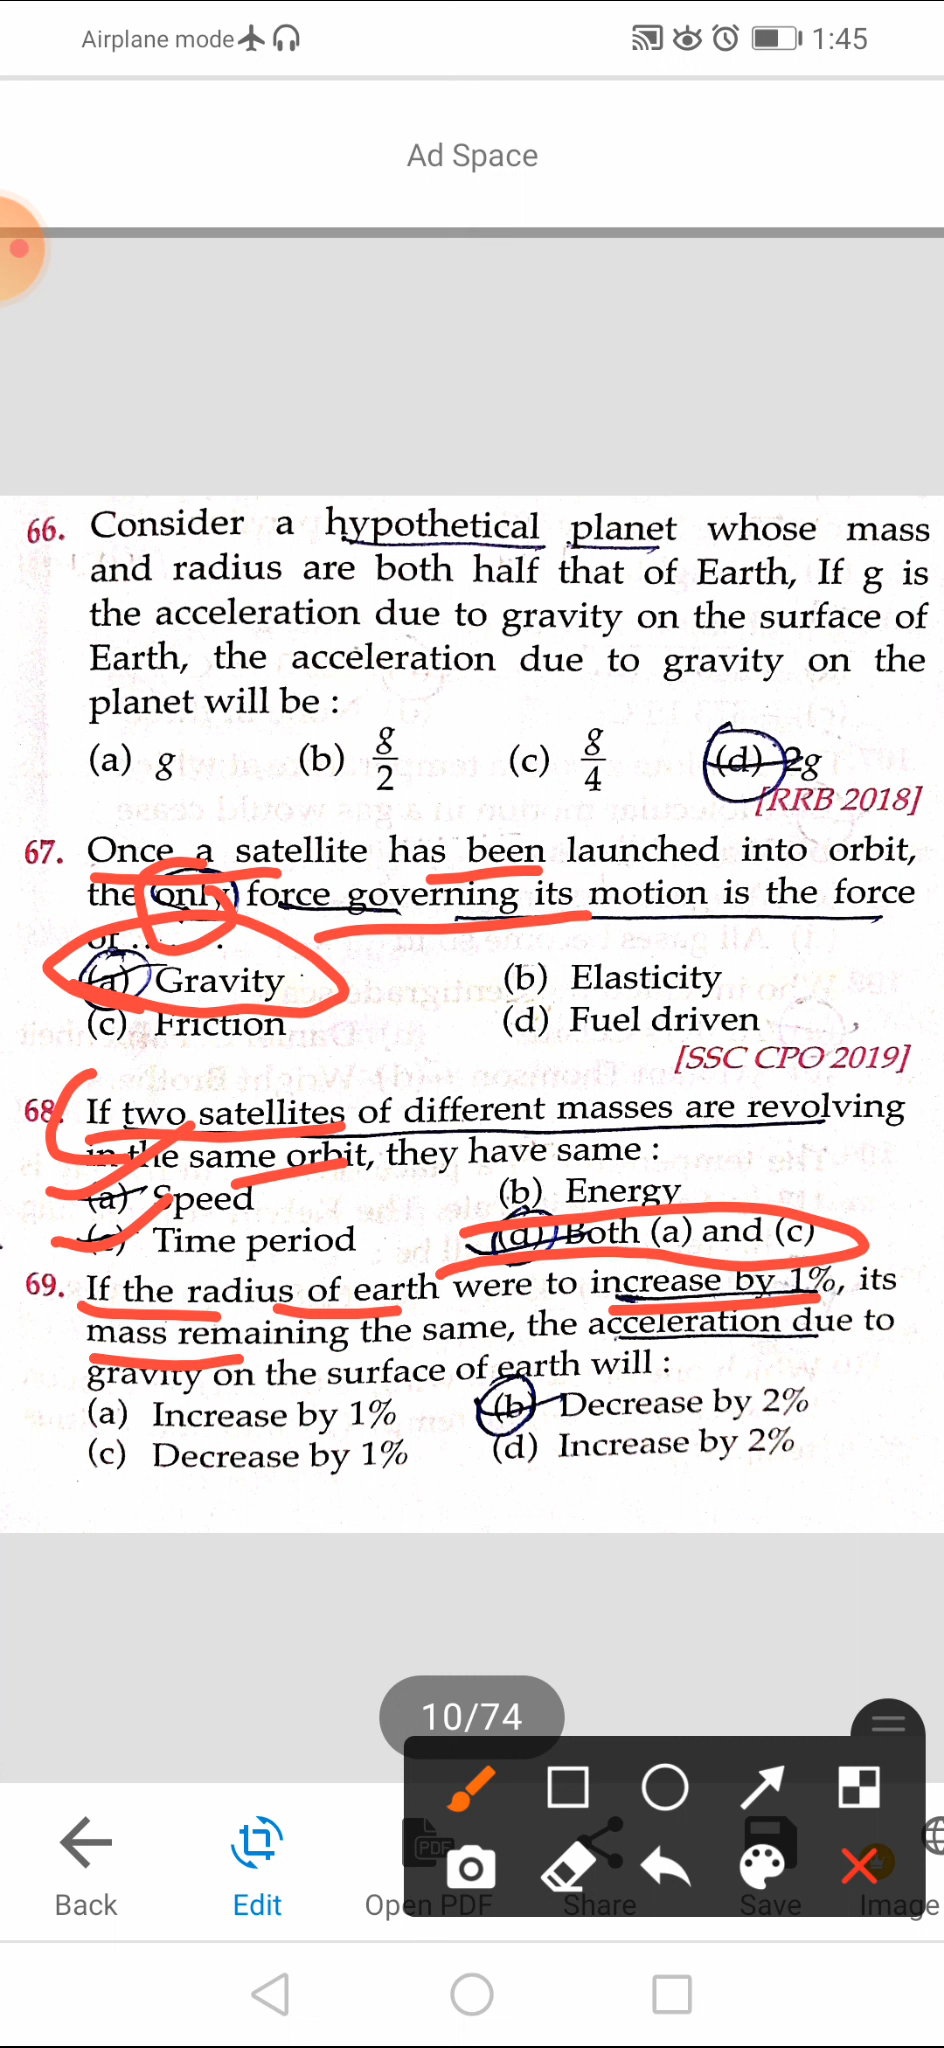 Airplane mode 1:45
Ad Space
66. Consider a hypothetical planet whose mass
and radius are both half that of Earth, If g is
the acceleration due to gravity on the surface of
Earth, the acceleration due to gravity on the
planet will be :
(a) g (b) g/2 (c) g/4 (d) 2g
[RRB 2018]
67. Once a satellite has been launched into orbit,
the only force governing its motion is the force
of ...... .
(a) Gravity (b) Elasticity
(c) Friction (d) Fuel driven
[SSC CPO 2019]
68. If two satellites of different masses are revolving
in the same orbit, they have same :
(a) Speed (b) Energy
(c) Time period (d) Both (a) and (c)
69. If the radius of earth were to increase by 1%, its
mass remaining the same, the acceleration due to
gravity on the surface of earth will :
(a) Increase by 1% (b) Decrease by 2%
(c) Decrease by 1% (d) Increase by 2%
10/74
PDF
Back Edit Open PDF Share Save Image